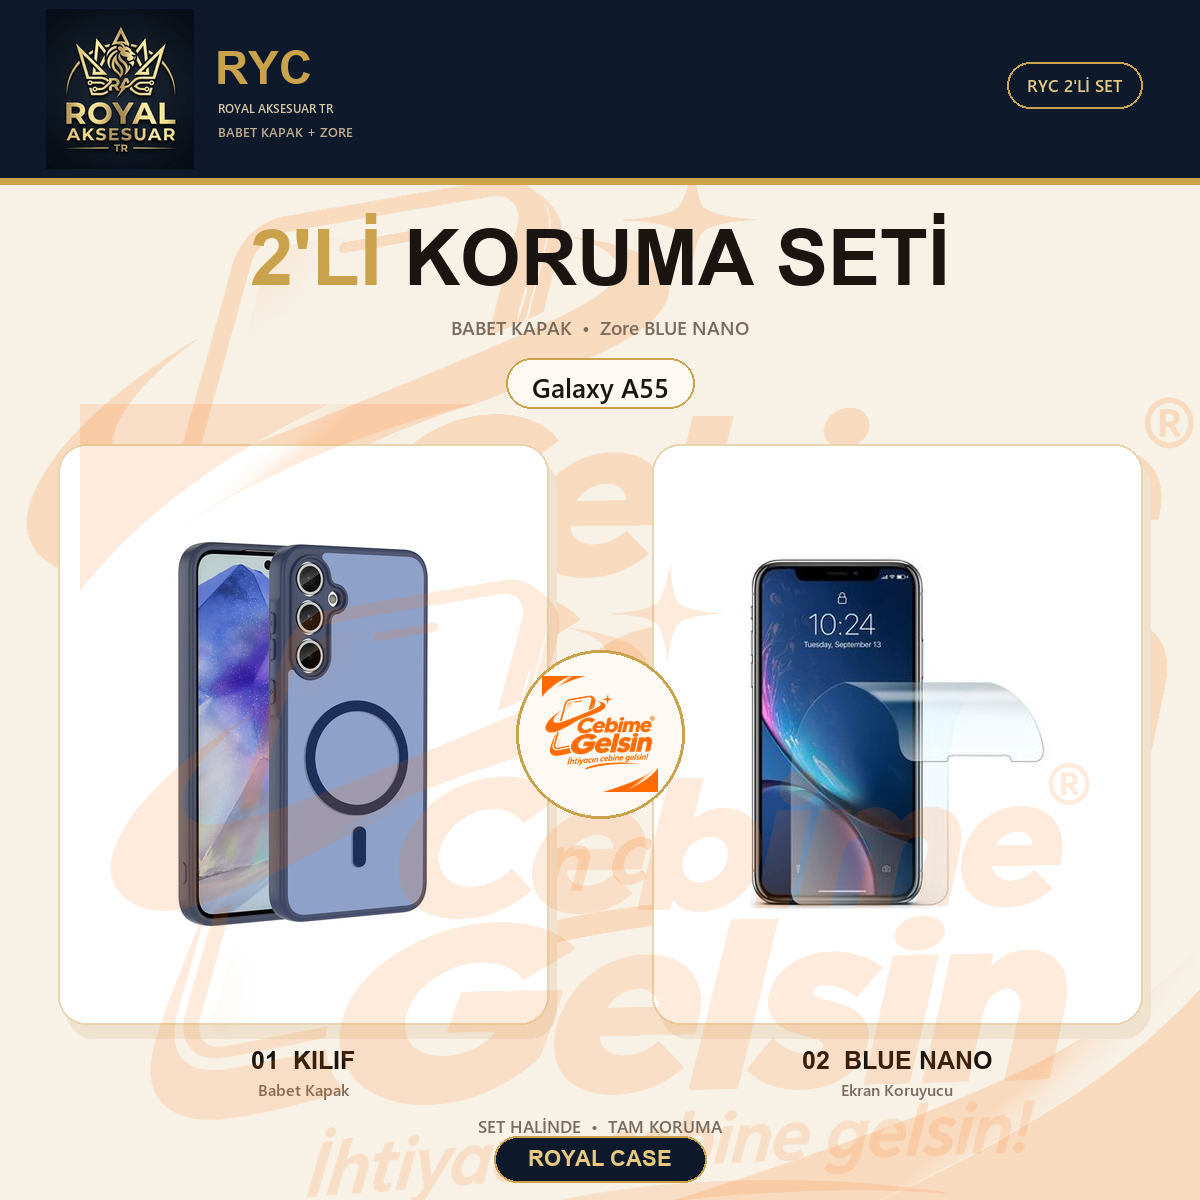 ROYAL
AKSESUAR
TR
RYC
ROYAL AKSESUAR TR
BABET KAPAK + ZORE
RYC 2'Lİ SET
2'Lİ KORUMA SETİ
BABET KAPAK • Zore BLUE NANO
Galaxy A55
10:24
Tuesday, September 13
Cebime®
Gelsin
İhtiyacın cebine gelsin!
Cebime®
Gelsin
01 KILIF
Babet Kapak
02 BLUE NANO
Ekran Koruyucu
SET HALİNDE • TAM KORUMA
ROYAL CASE